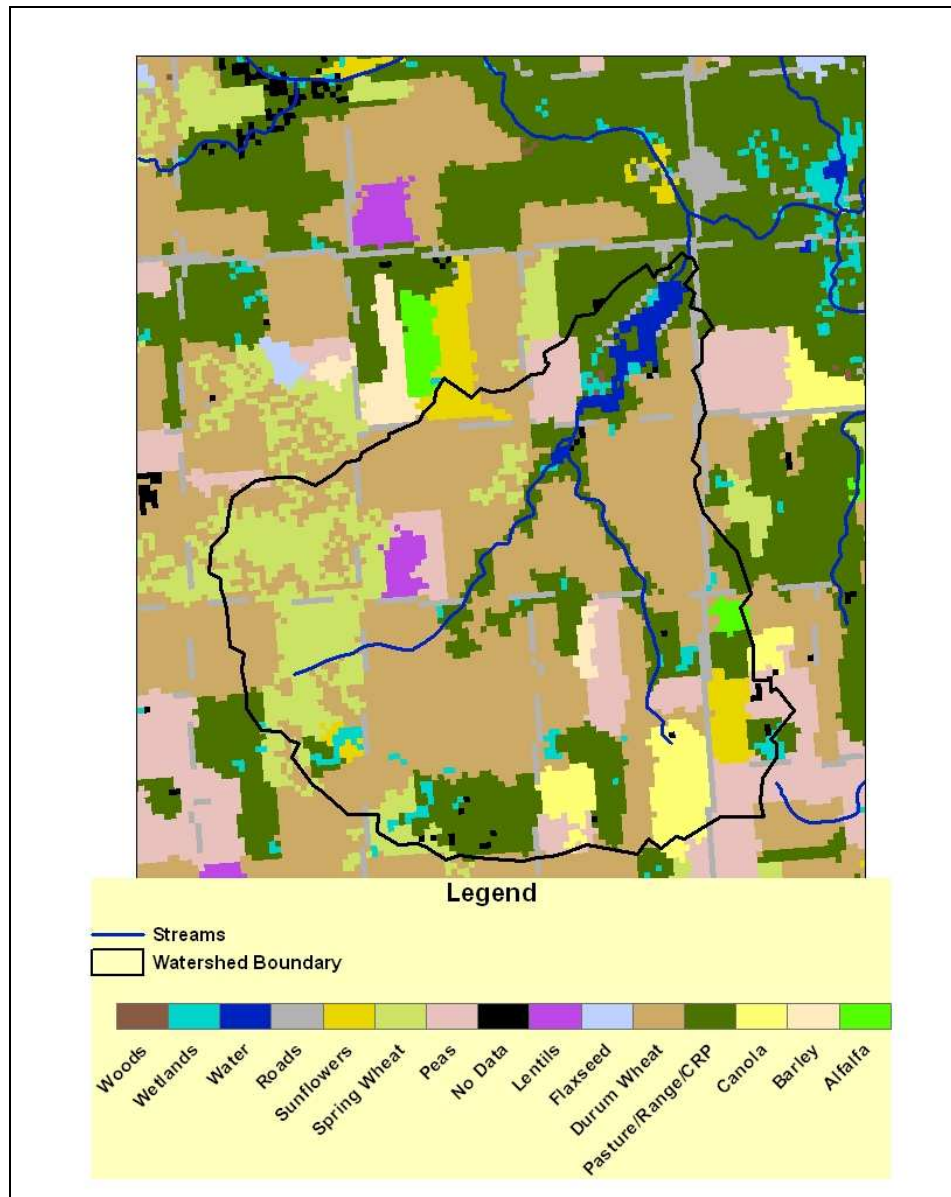 Legend
Streams
Watershed Boundary
Woods
Wetlands
Water
Roads
Sunflowers
Spring Wheat
Peas
No Data
Lentils
Flaxseed
Durum Wheat
Pasture/Range/CRP
Canola
Barley
Alfalfa